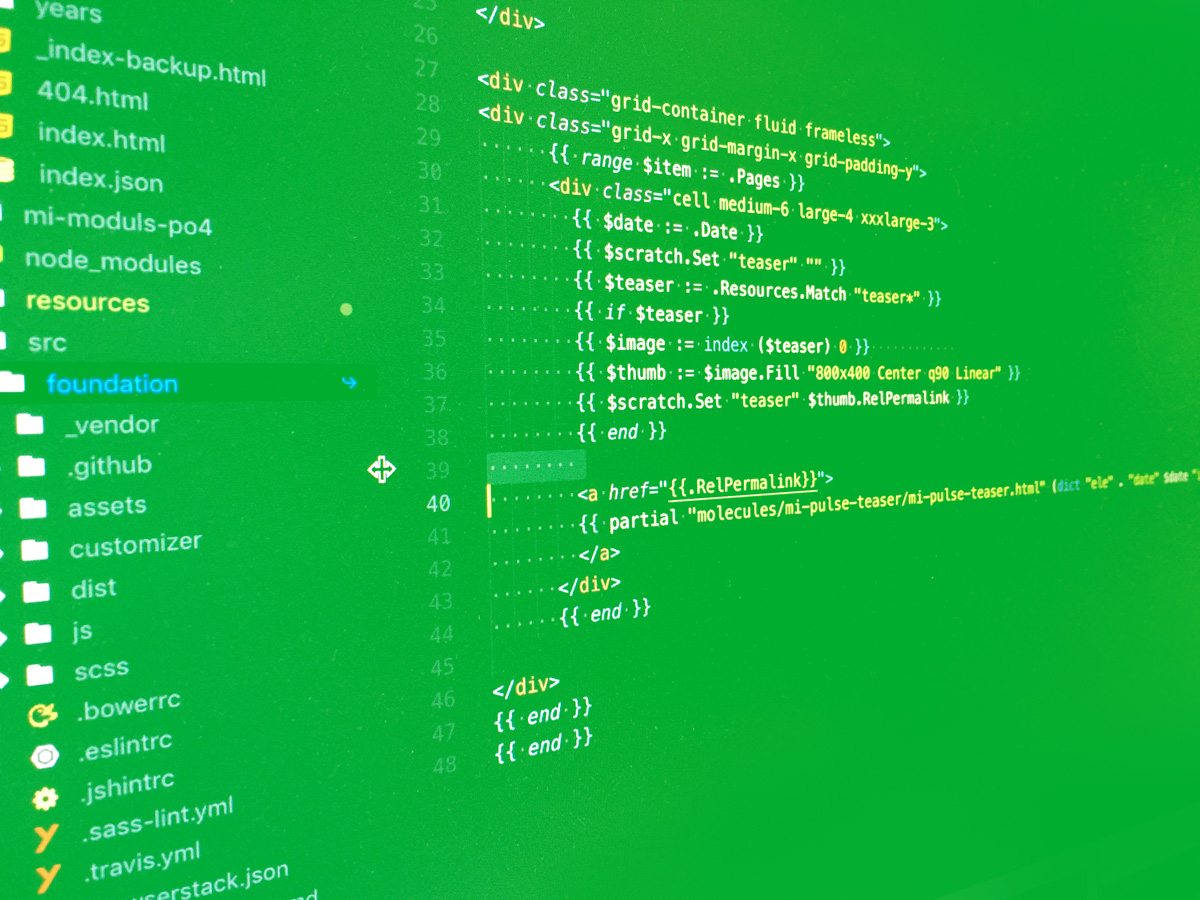 years
_index-backup.html
404.html
index.html
index.json
mi-moduls-po4
node_modules
resources
src
foundation
_vendor
.github
assets
customizer
dist
js
scss
.bowerrc
.eslintrc
.jshintrc
.sass-lint.yml
.travis.yml
25
26
27
28
29
30
31
32
33
34
35
36
37
38
39
40
41
42
43
44
45
46
47
48
</div>
<div class="grid-container fluid frameless">
<div class="grid-x grid-margin-x grid-padding-y">
{{ range $item := .Pages }}
<div class="cell medium-6 large-4 xxxlarge-3">
{{ $date := .Date }}
{{ $scratch.Set "teaser" "" }}
{{ $teaser := .Resources.Match "teaser*" }}
{{ if $teaser }}
{{ $image := index ($teaser) 0 }}
{{ $thumb := $image.Fill "800x400 Center q90 Linear" }}
{{ $scratch.Set "teaser" $thumb.RelPermalink }}
{{ end }}
<a href="{{.RelPermalink}}">
{{ partial "molecules/mi-pulse-teaser/mi-pulse-teaser.html" (dict "ele" . "date" $date
</a>
</div>
{{ end }}
</div>
{{ end }}
{{ end }}